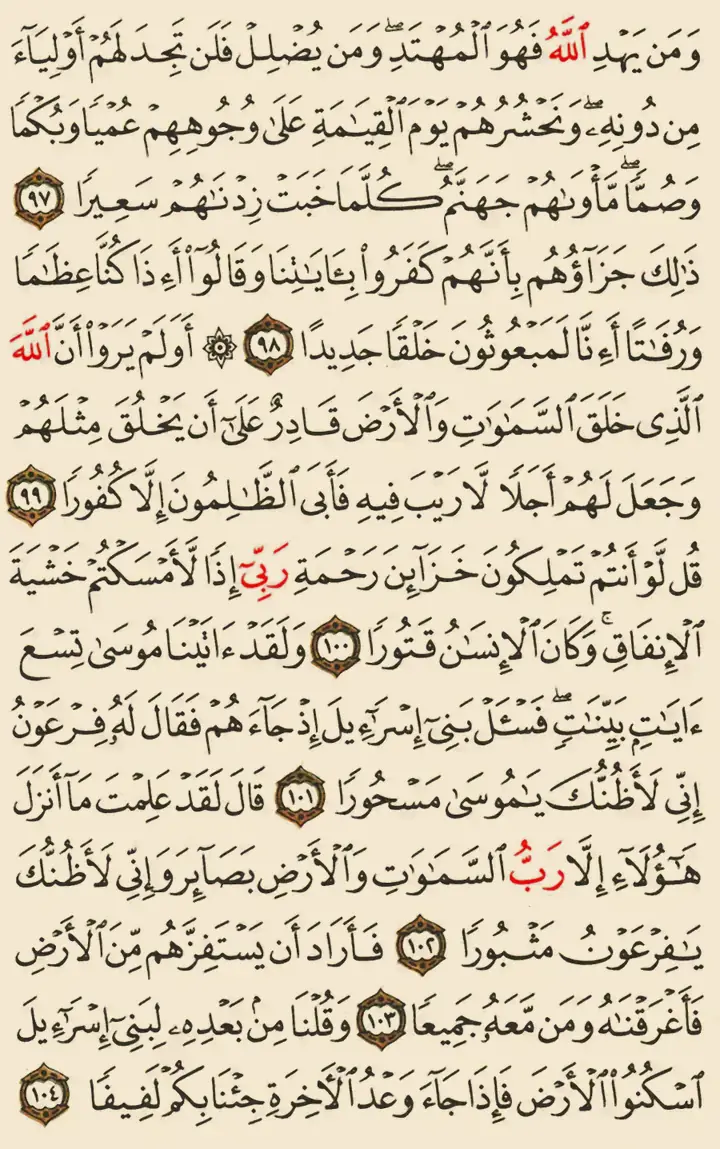 وَمَن يَهْدِ ٱللَّهُ فَهُوَ ٱلْمُهْتَدِۖ وَمَن يُضْلِلْ فَلَن تَجِدَ لَهُمْ أَوْلِيَآءَ
مِن دُونِهِۦۖ وَنَحْشُرُهُمْ يَوْمَ ٱلْقِيَٰمَةِ عَلَىٰ وُجُوهِهِمْ عُمْيًا وَبُكْمًا
وَصُمًّاۖ مَّأْوَىٰهُمْ جَهَنَّمُۖ كُلَّمَا خَبَتْ زِدْنَٰهُمْ سَعِيرًا ٩٧
ذَٰلِكَ جَزَآؤُهُم بِأَنَّهُمْ كَفَرُوا۟ بِـَٔايَٰتِنَا وَقَالُوٓا۟ أَءِذَا كُنَّا عِظَٰمًا
وَرُفَٰتًا أَءِنَّا لَمَبْعُوثُونَ خَلْقًا جَدِيدًا ٩٨ ۞ أَوَلَمْ يَرَوْا۟ أَنَّ ٱللَّهَ
ٱلَّذِى خَلَقَ ٱلسَّمَٰوَٰتِ وَٱلْأَرْضَ قَادِرٌ عَلَىٰٓ أَن يَخْلُقَ مِثْلَهُمْ
وَجَعَلَ لَهُمْ أَجَلًا لَّا رَيْبَ فِيهِ فَأَبَى ٱلظَّٰلِمُونَ إِلَّا كُفُورًا ٩٩
قُل لَّوْ أَنتُمْ تَمْلِكُونَ خَزَآئِنَ رَحْمَةِ رَبِّىٓ إِذًا لَّأَمْسَكْتُمْ خَشْيَةَ
ٱلْإِنفَاقِۚ وَكَانَ ٱلْإِنسَٰنُ قَتُورًا ١٠٠ وَلَقَدْ ءَاتَيْنَا مُوسَىٰ تِسْعَ
ءَايَٰتٍۭ بَيِّنَٰتٍۖ فَسْـَٔلْ بَنِىٓ إِسْرَٰٓءِيلَ إِذْ جَآءَهُمْ فَقَالَ لَهُۥ فِرْعَوْنُ
إِنِّى لَأَظُنُّكَ يَٰمُوسَىٰ مَسْحُورًا ١٠١ قَالَ لَقَدْ عَلِمْتَ مَآ أَنزَلَ
هَٰٓؤُلَآءِ إِلَّا رَبُّ ٱلسَّمَٰوَٰتِ وَٱلْأَرْضِ بَصَآئِرَ وَإِنِّى لَأَظُنُّكَ
يَٰفِرْعَوْنُ مَثْبُورًا ١٠٢ فَأَرَادَ أَن يَسْتَفِزَّهُم مِّنَ ٱلْأَرْضِ
فَأَغْرَقْنَٰهُ وَمَن مَّعَهُۥ جَمِيعًا ١٠٣ وَقُلْنَا مِنۢ بَعْدِهِۦ لِبَنِىٓ إِسْرَٰٓءِيلَ
ٱسْكُنُوا۟ ٱلْأَرْضَ فَإِذَا جَآءَ وَعْدُ ٱلْـَٔاخِرَةِ جِئْنَا بِكُمْ لَفِيفًا ١٠٤